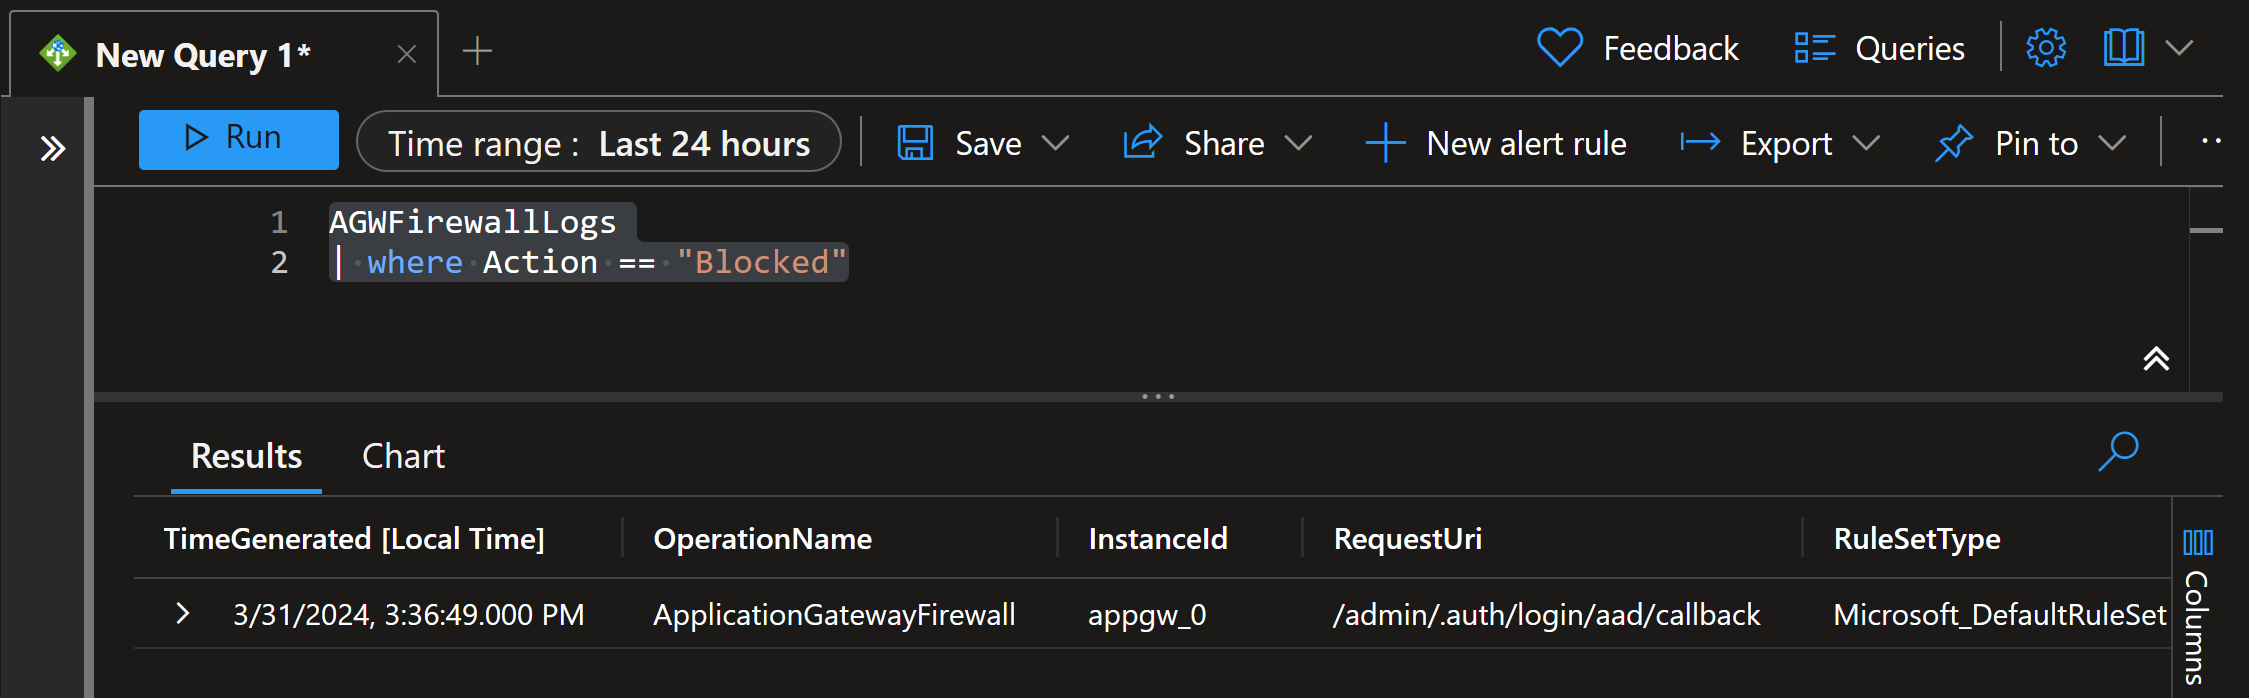 New Query 1*
Feedback
Queries
Run
Time range : Last 24 hours
Save
Share
New alert rule
Export
Pin to
1 AGWFirewallLogs
2 | where Action == "Blocked"
Results
Chart
TimeGenerated [Local Time] OperationName InstanceId RequestUri RuleSetType
3/31/2024, 3:36:49.000 PM ApplicationGatewayFirewall appgw_0 /admin/.auth/login/aad/callback Microsoft_DefaultRuleSet
Columns